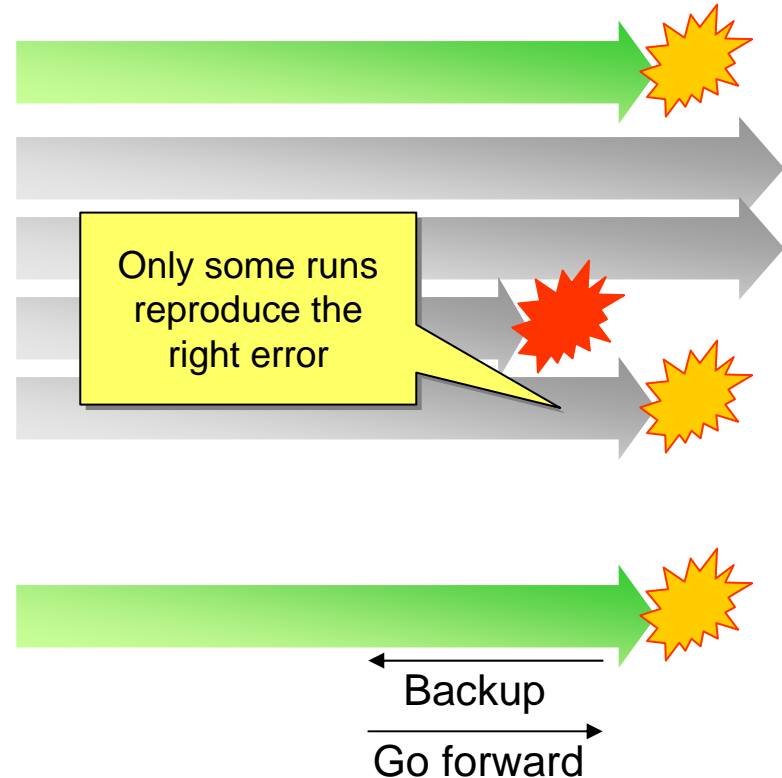 Only some runs
reproduce the
right error
Backup
Go forward